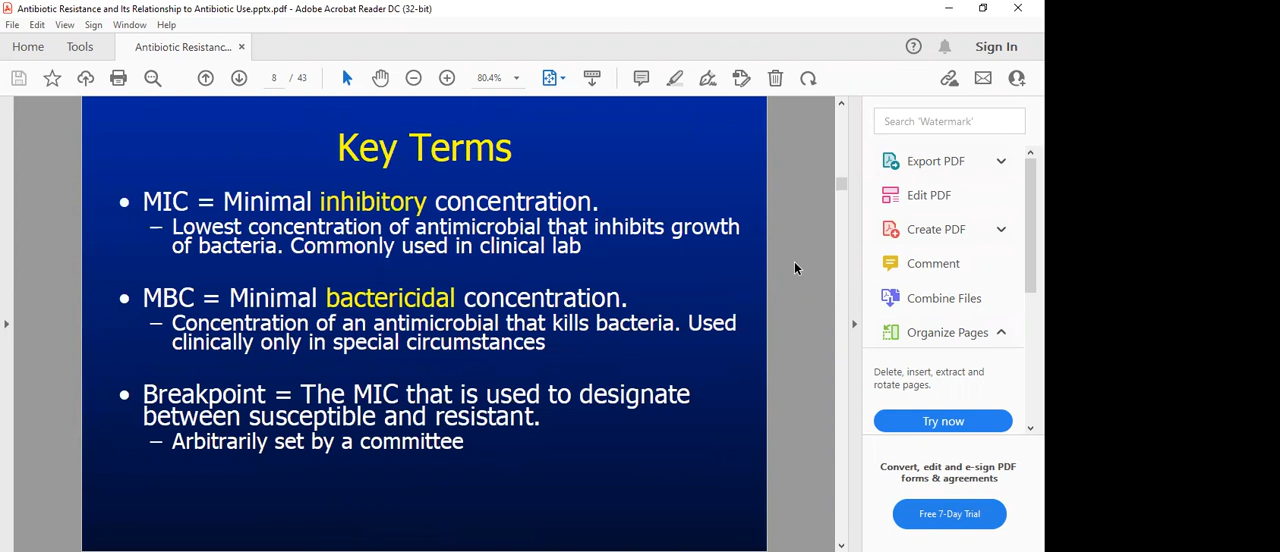 Antibiotic Resistance and Its Relationship to Antibiotic Use.pptx.pdf - Adobe Acrobat Reader DC (32-bit)
File Edit View Sign Window Help
Home Tools Antibiotic Resistanc... × Sign In
8 / 43 80.4%
Key Terms
• MIC = Minimal inhibitory concentration.
– Lowest concentration of antimicrobial that inhibits growth
of bacteria. Commonly used in clinical lab
• MBC = Minimal bactericidal concentration.
– Concentration of an antimicrobial that kills bacteria. Used
clinically only in special circumstances
• Breakpoint = The MIC that is used to designate
between susceptible and resistant.
– Arbitrarily set by a committee
Search 'Watermark'
Export PDF
Edit PDF
Create PDF
Comment
Combine Files
Organize Pages
Delete, insert, extract and
rotate pages.
Try now
Convert, edit and e-sign PDF
forms & agreements
Free 7-Day Trial